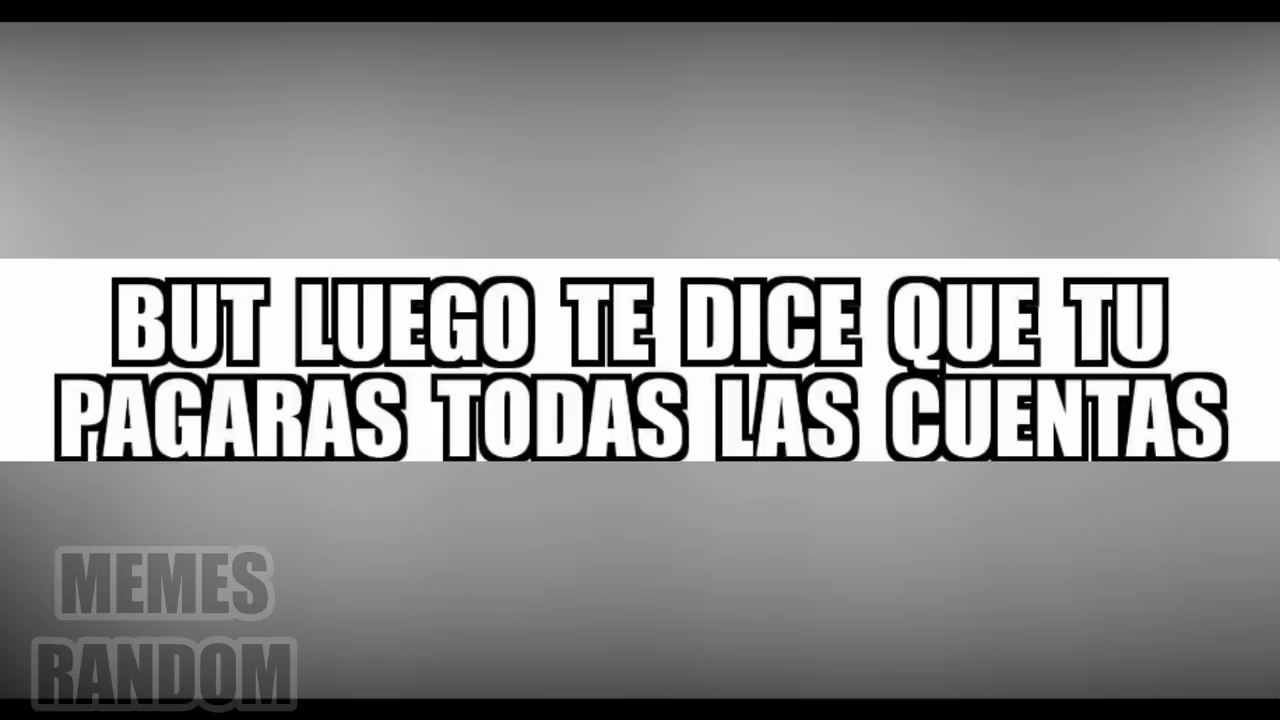 BUT LUEGO TE DICE QUE TU
PAGARAS TODAS LAS CUENTAS
MEMES
RANDOM